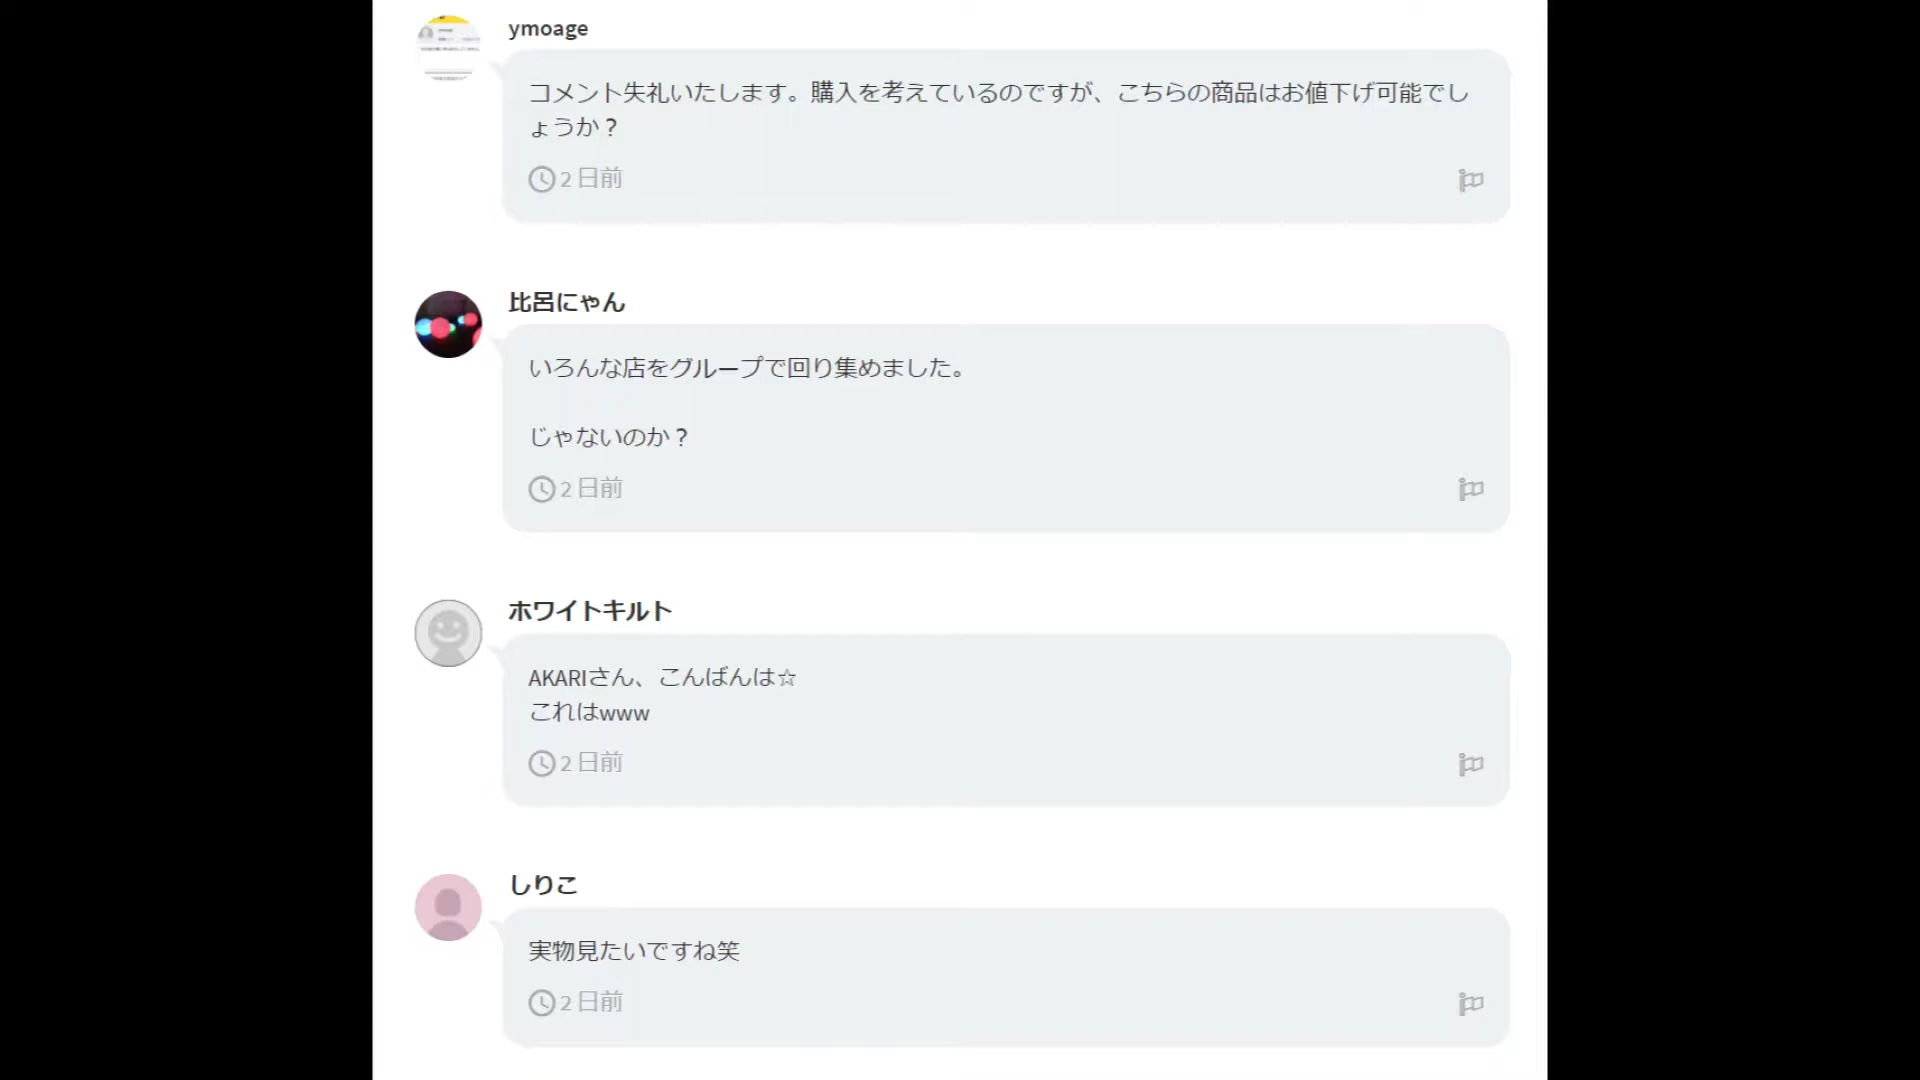 ymoage
コメント失礼いたします。購入を考えているのですが、こちらの商品はお値下げ可能でし
ょうか？
2 日前
比呂にゃん
いろんな店をグループで回り集めました。
じゃないのか？
2 日前
ホワイトキルト
AKARIさん、こんばんは☆
これはwww
2 日前
しりこ
実物見たいですね笑
2 日前